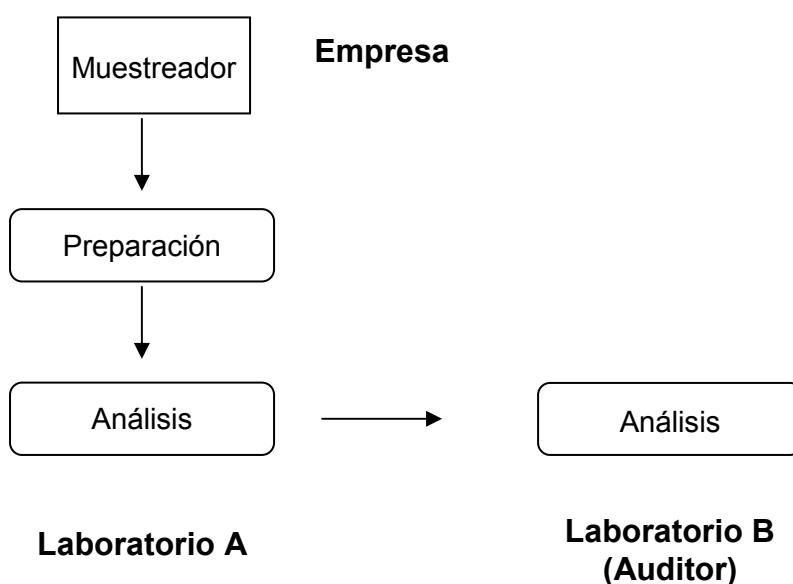 Muestreador
Empresa
Preparación
Análisis
Análisis
Laboratorio A
Laboratorio B
(Auditor)